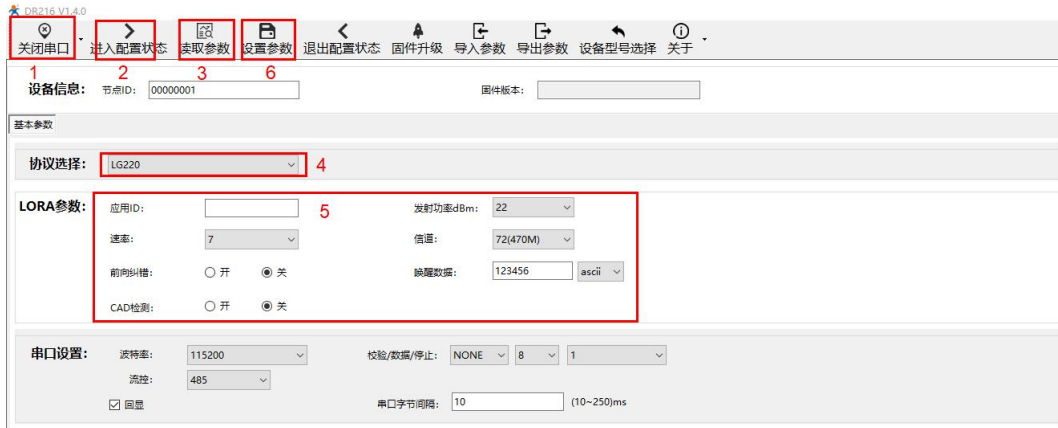 DR216 V1.4.0
关闭串口 进入配置状态 读取参数 设置参数 退出配置状态 固件升级 导入参数 导出参数 设备型号选择 关于
1 2 3 6
设备信息: 节点ID: 00000001 固件版本:
基本参数
协议选择: LG220 4
LORA参数: 应用ID: 5 发射功率dBm: 22
速率: 7 信道: 72(470M)
前向纠错: 开 关 唤醒数据: 123456 ascii
CAD检测: 开 关
串口设置: 波特率: 115200 校验/数据/停止: NONE 8 1
流控: 485
回显 串口字节间隔: 10 (10~250)ms